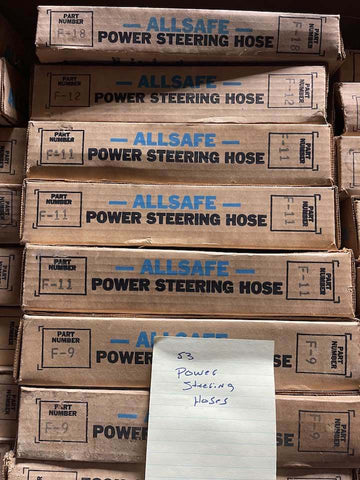 — ALLSAFE —
PART NUMBER
F-18
POWER STEERING HOSE
PART NUMBER
F-18
— ALLSAFE —
PART NUMBER
F-12
POWER STEERING HOSE
PART NUMBER
F-12
— ALLSAFE —
PART NUMBER
F-11
POWER STEERING HOSE
PART NUMBER
F-11
— ALLSAFE —
PART NUMBER
F-11
POWER STEERING HOSE
PART NUMBER
F-11
— ALLSAFE —
PART NUMBER
F-11
POWER STEERING HOSE
PART NUMBER
F-11
PART NUMBER
F-9
POWER
PART NUMBER
F-9
PART NUMBER
F-9
POWER
PART NUMBER
F-9
53
Power
Steering
Hoses